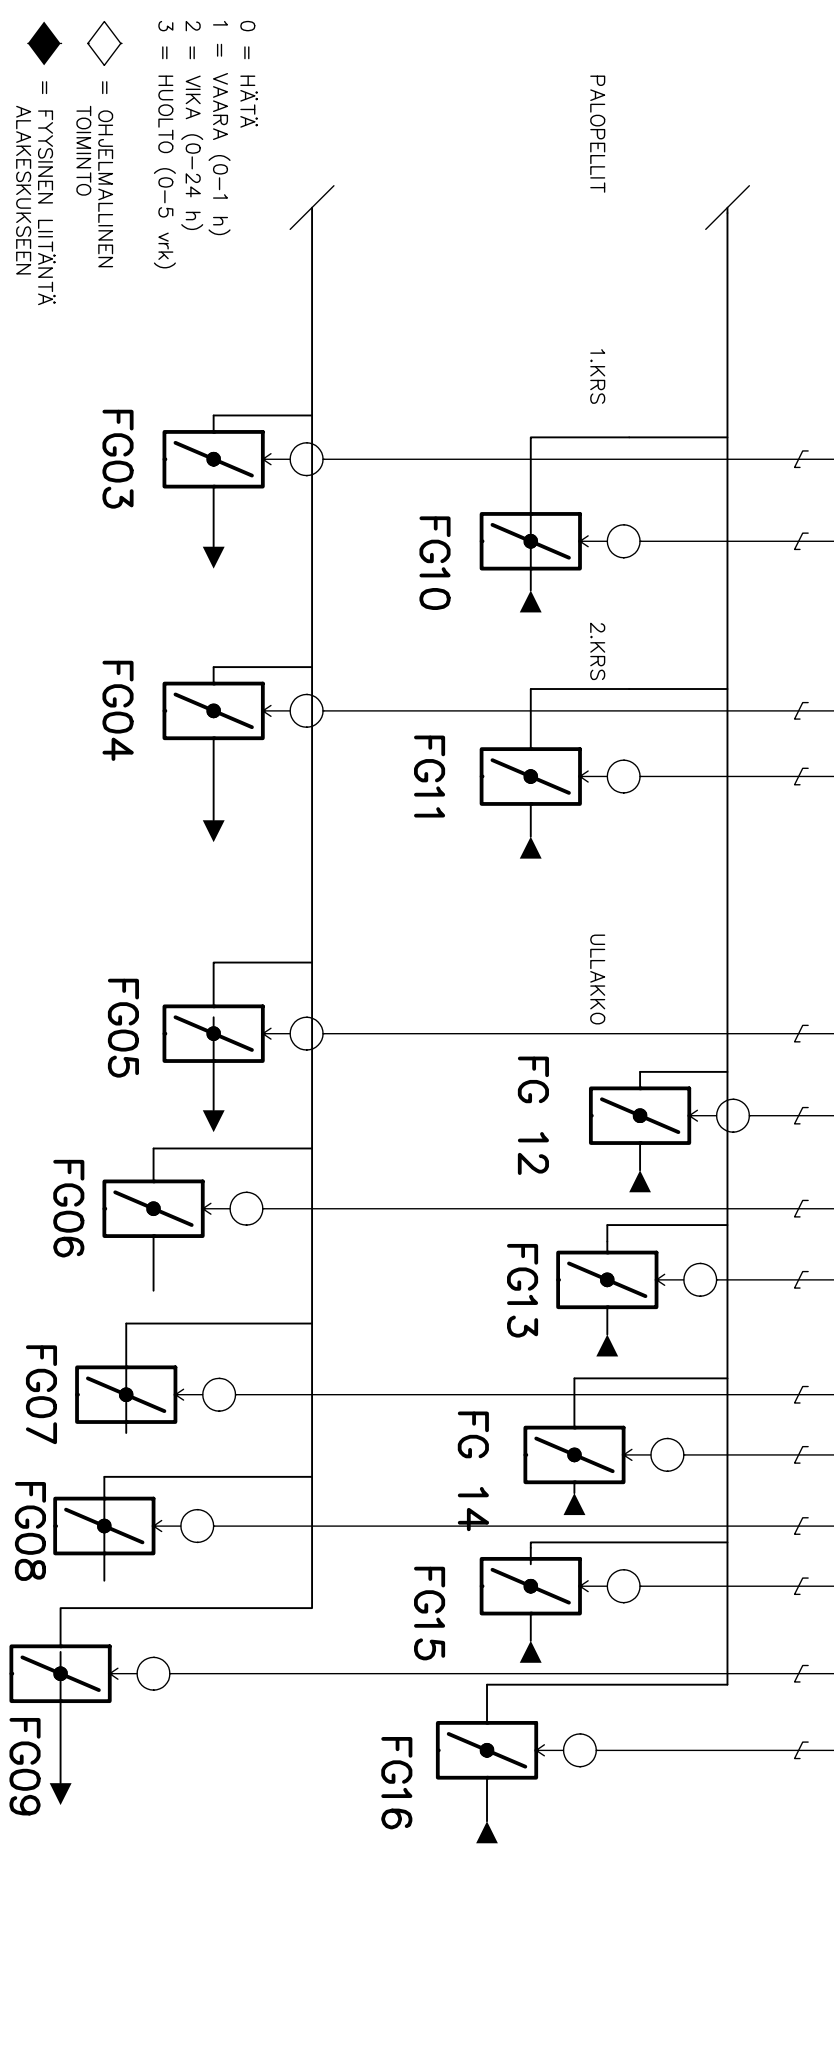 PALOPELLIT
1.KRS
2.KRS
ULLAKKO
FG10
FG11
FG 12
FG13
FG 14
FG15
FG16
FG03
FG04
FG05
FG06
FG07
FG08
FG09
0 = HÄTÄ
1 = VAARA (0-1 h)
2 = VIKA (0-24 h)
3 = HUOLTO (0-5 vrk)
= OHJELMALLINEN
TOIMINTO
= FYYSINEN LIITÄNTÄ
ALAKESKUKSEEN